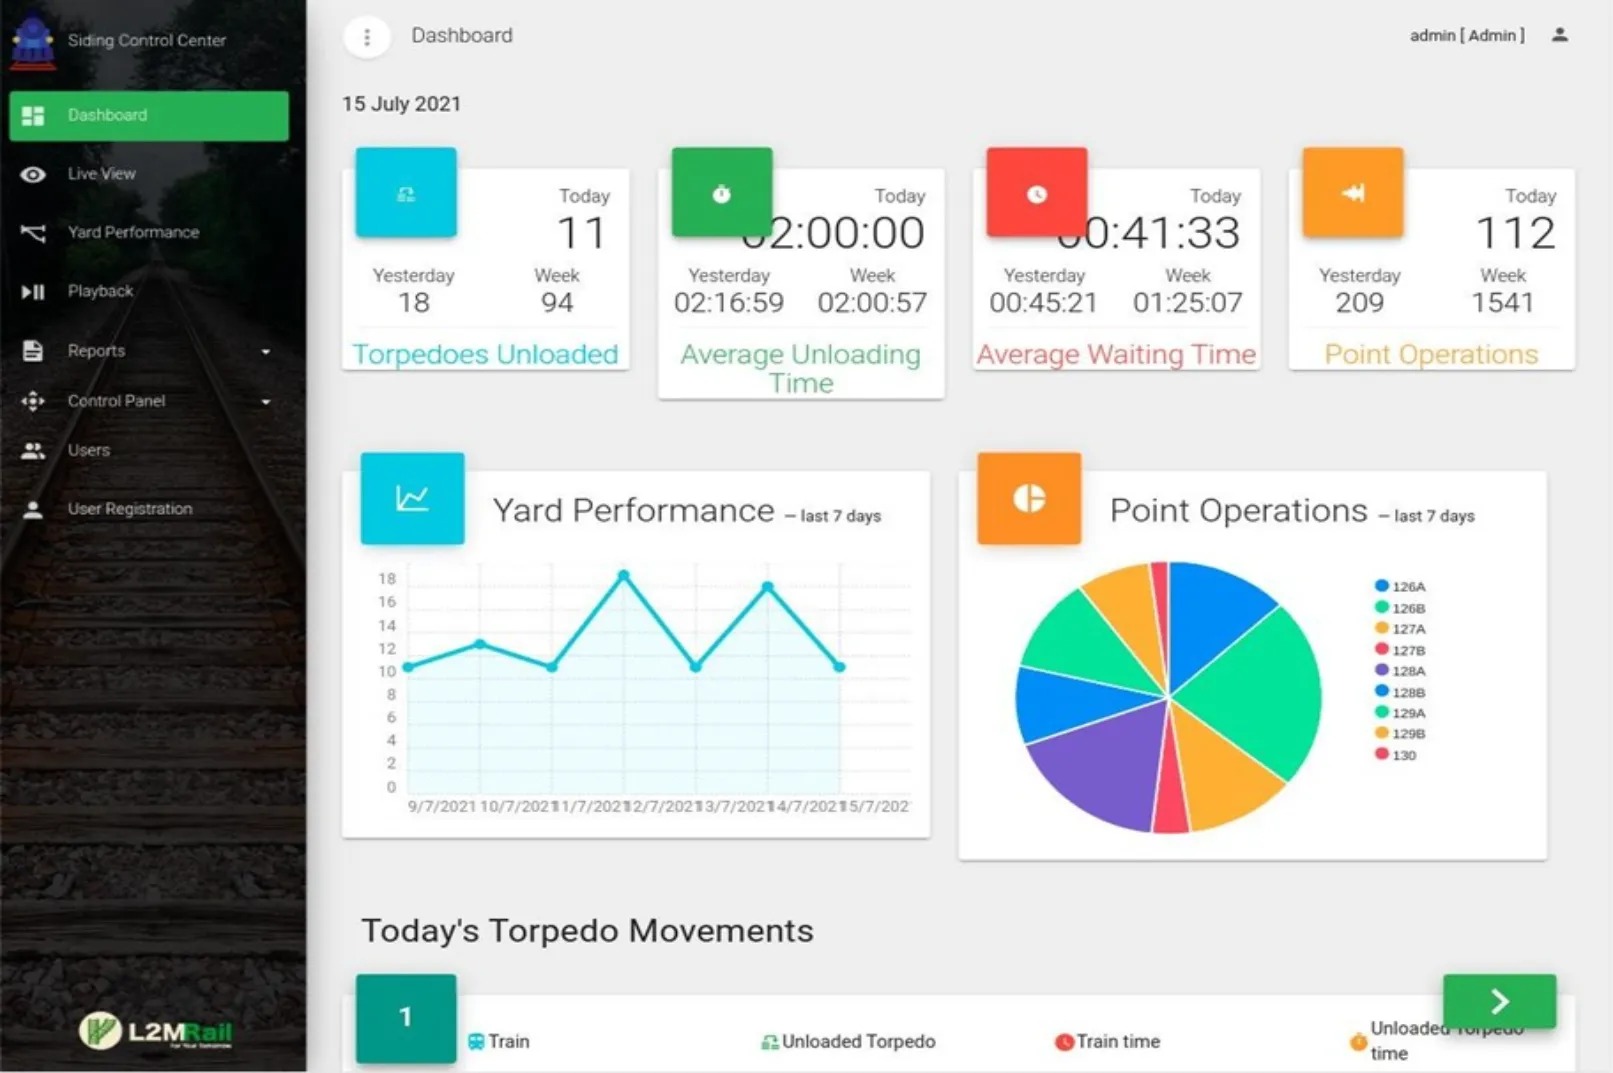 Siding Control Center
Dashboard
Live View
Yard Performance
Playback
Reports
Control Panel
Users
User Registration
L2MRail
For Your Tomorrow
Dashboard
admin [ Admin ]
15 July 2021
Today
11
Yesterday
Week
18
94
Torpedoes Unloaded
Today
02:00:00
Yesterday
Week
02:16:59
02:00:57
Average Unloading
Time
Today
00:41:33
Yesterday
Week
00:45:21
01:25:07
Average Waiting Time
Today
112
Yesterday
Week
209
1541
Point Operations
Yard Performance – last 7 days
18
16
14
12
10
8
6
4
2
0
9/7/2021 10/7/2021 11/7/2021 12/7/2021 13/7/2021 14/7/2021 15/7/202
Point Operations – last 7 days
126A
126B
127A
127B
128A
128B
129A
129B
130
Today's Torpedo Movements
1
Train
Unloaded Torpedo
Train time
Unloaded Torpedo
time